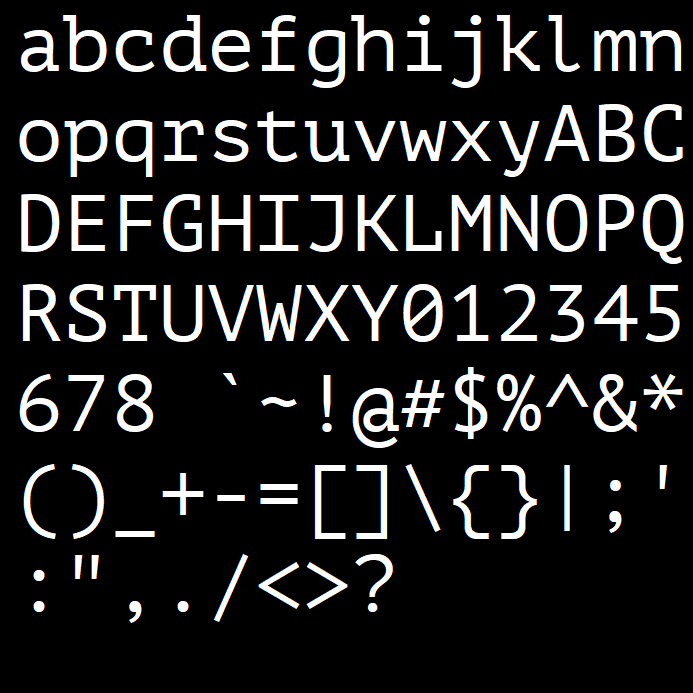 abcdefghijklmn
opqrstuvwxyABC
DEFGHIJKLMNOPQ
RSTUVWXY012345
678 `~!@#$%^&*
()_+-=[]\{}|;'
:",./<>?